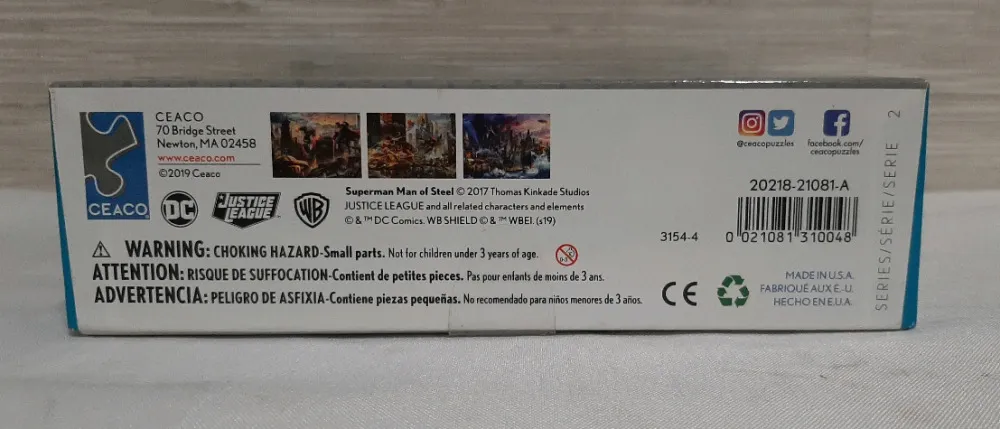 CEACO
CEACO
70 Bridge Street
Newton, MA 02458
www.ceaco.com
©2019 Ceaco
DC
JUSTICE
LEAGUE
WB
Superman Man of Steel © 2017 Thomas Kinkade Studios
JUSTICE LEAGUE and all related characters and elements
© & ™ DC Comics. WB SHIELD © & ™ WBEI. (s19)
@ceacopuzzles
facebook.com/
ceacopuzzles
20218-21081-A
3154-4
0 021081 310048
SERIES/SÉRIE/SERIE 2
WARNING: CHOKING HAZARD-Small parts. Not for children under 3 years of age.
0-3
ATTENTION: RISQUE DE SUFFOCATION-Contient de petites pieces. Pas pour enfants de moins de 3 ans.
ADVERTENCIA: PELIGRO DE ASFIXIA-Contiene piezas pequeñas. No recomendado para niños menores de 3 años.
CE
MADE IN U.S.A.
FABRIQUÉ AUX É.-U.
HECHO EN E.U.A.